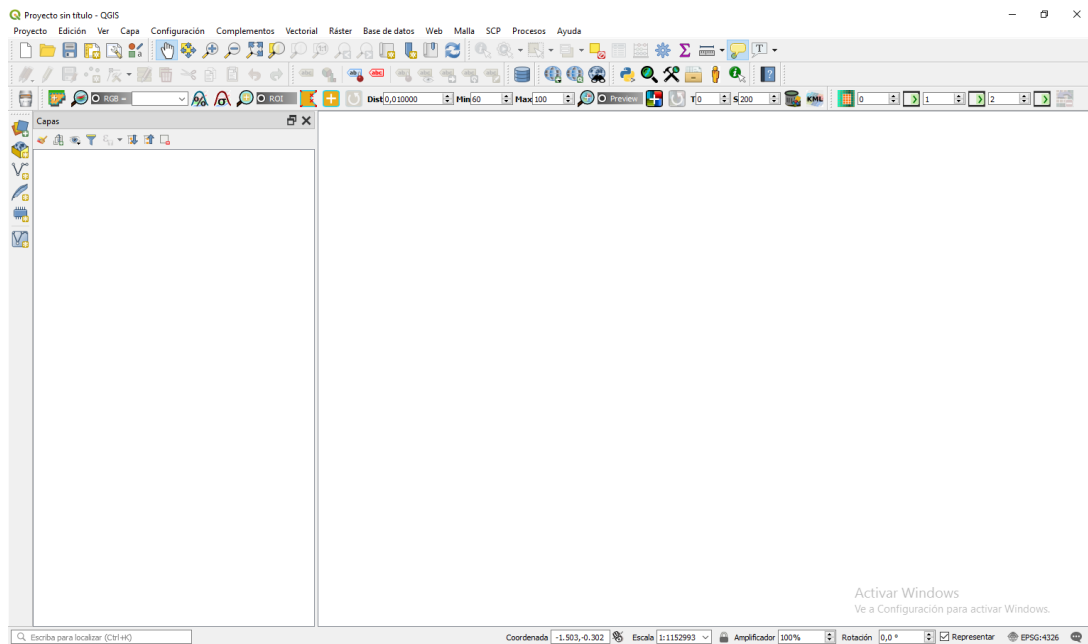 Proyecto sin título - QGIS
Proyecto Edición Ver Capa Configuración Complementos Vectorial Ráster Base de datos Web Malla SCP Procesos Ayuda
RGB = ROI Dist 0,010000 Min 60 Max 100 Preview T 0 S 200 KML 0 1 2
Capas
Activar Windows
Ve a Configuración para activar Windows.
Escriba para localizar (Ctrl+K) Coordenada -1.503,-0.302 Escala 1:1152993 Amplificador 100% Rotación 0,0 ° Representar EPSG:4326